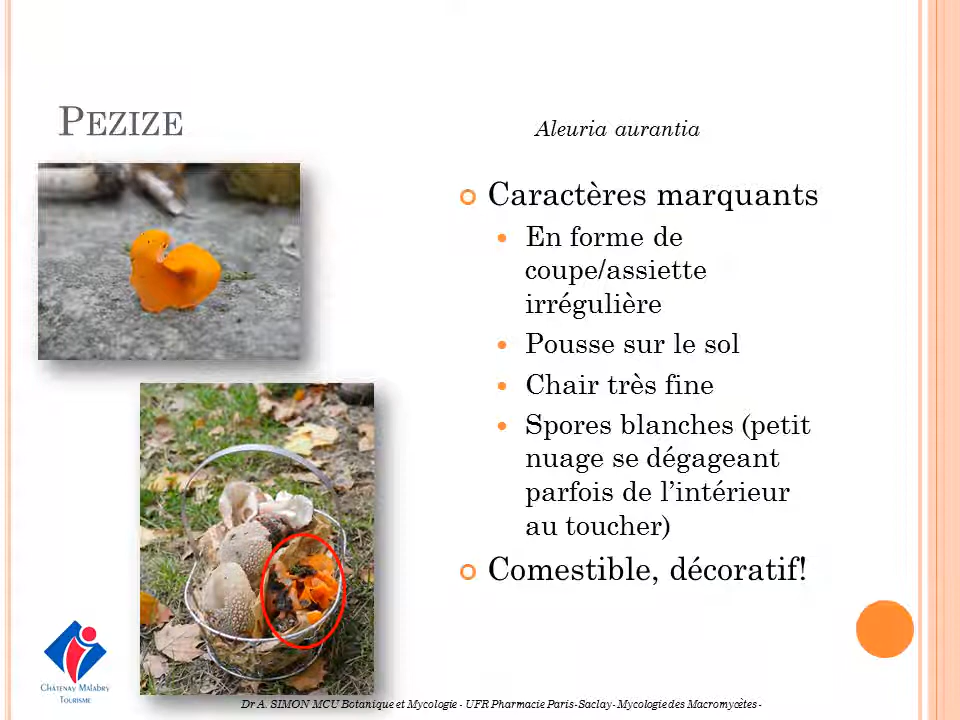 PEZIZE
Aleuria aurantia
Caractères marquants
En forme de
coupe/assiette
irrégulière
Pousse sur le sol
Chair très fine
Spores blanches (petit
nuage se dégageant
parfois de l'intérieur
au toucher)
Comestible, décoratif!
CHÂTENAY MALABRY
TOURISME
Dr A. SIMON MCU Botanique et Mycologie - UFR Pharmacie Paris-Saclay- Mycologie des Macromycètes -